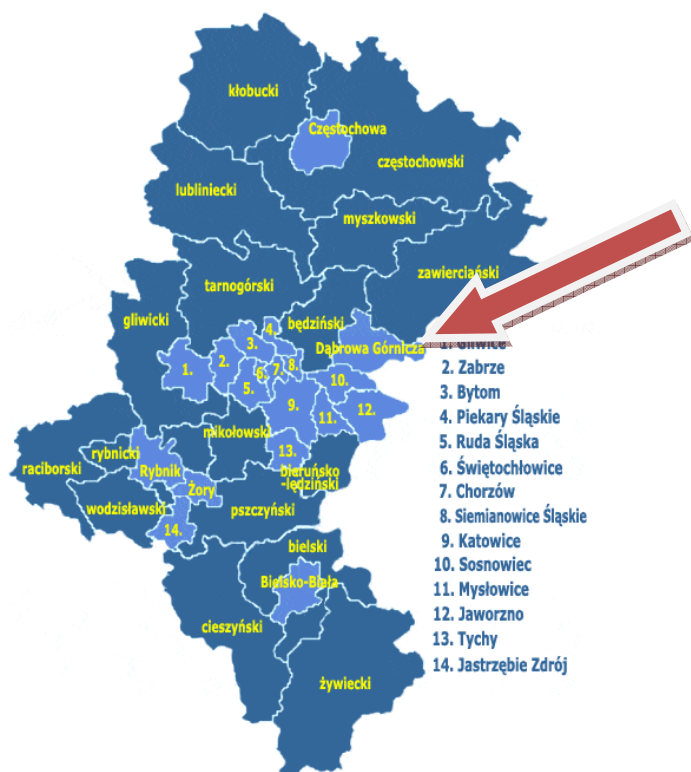 kłobucki
Częstochowa
częstochowski
lubliniecki
myszkowski
zawierciański
tarnogórski
gliwicki
będziński
4.
3.
Dąbrowa Górnicza
1. Gliwice
2.
8.
1.
7.
6.
2. Zabrze
10.
5.
3. Bytom
9.
12.
11.
4. Piekary Śląskie
mikołowski
5. Ruda Śląska
rybnicki
13.
raciborski
Rybnik
6. Świętochłowice
bieruńsko
-lędziński
Żory
7. Chorzów
wodzisławski
pszczyński
8. Siemianowice Śląskie
14.
9. Katowice
bielski
10. Sosnowiec
Bielsko-Biała
11. Mysłowice
12. Jaworzno
cieszyński
13. Tychy
14. Jastrzębie Zdrój
żywiecki